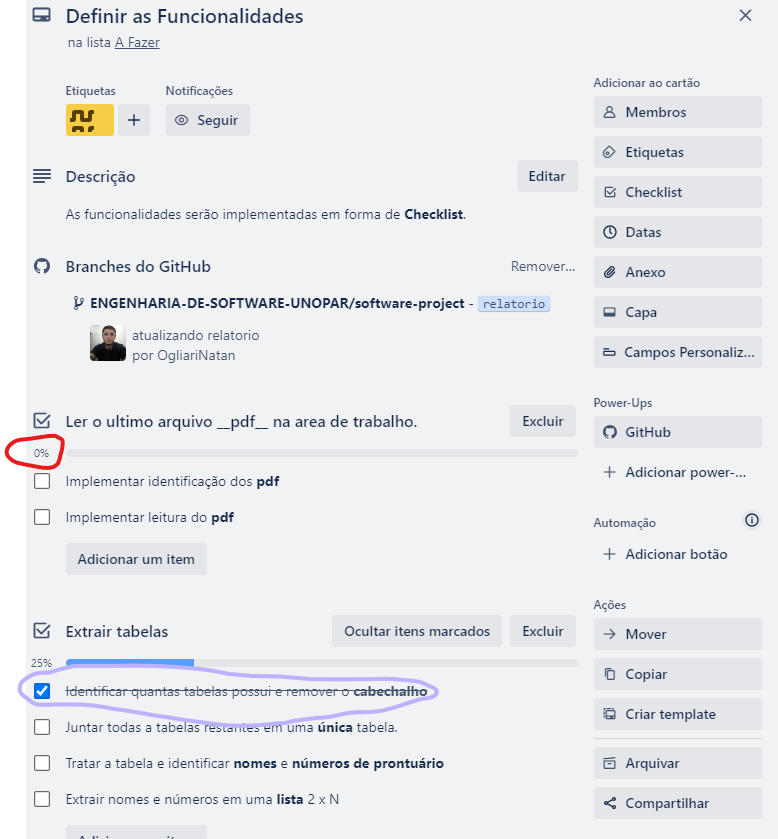 Definir as Funcionalidades
na lista A Fazer
Etiquetas
Notificações
Seguir
Descrição
Editar
As funcionalidades serão implementadas em forma de Checklist.
Branches do GitHub
Remover...
ENGENHARIA-DE-SOFTWARE-UNOPAR/software-project - relatorio
atualizando relatorio
por OgliariNatan
Ler o ultimo arquivo __pdf__ na area de trabalho.
Excluir
0%
Implementar identificação dos pdf
Implementar leitura do pdf
Adicionar um item
Extrair tabelas
Ocultar itens marcados
Excluir
25%
Identificar quantas tabelas possui e remover o cabechalho
Juntar todas a tabelas restantes em uma única tabela.
Tratar a tabela e identificar nomes e números de prontuário
Extrair nomes e números em uma lista 2 x N
Adicionar ao cartão
Membros
Etiquetas
Checklist
Datas
Anexo
Capa
Campos Personaliz...
Power-Ups
GitHub
Adicionar power-...
Automação
Adicionar botão
Ações
Mover
Copiar
Criar template
Arquivar
Compartilhar